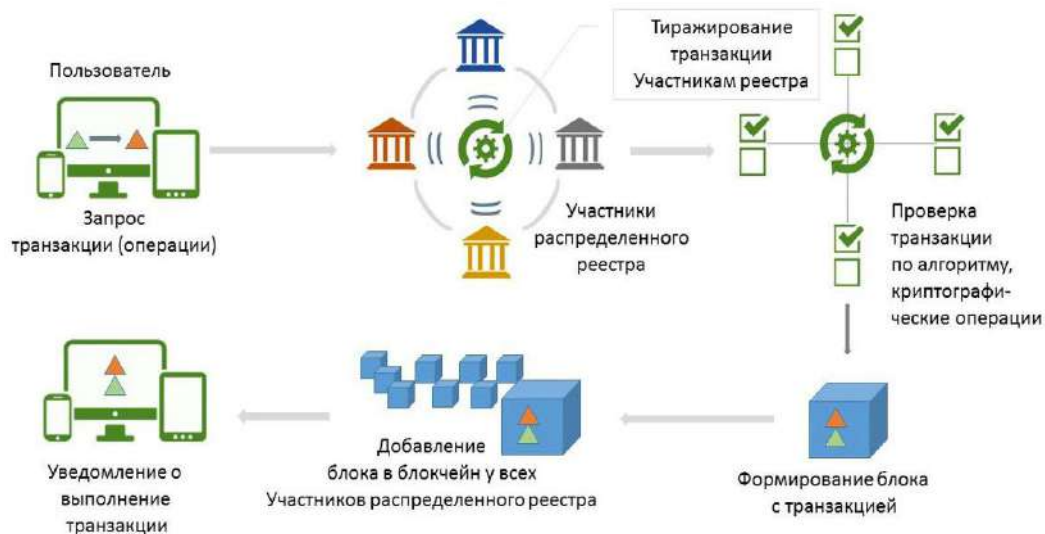 Пользователь
Запрос
транзакции (операции)
Тиражирование
транзакции
Участникам реестра
Участники
распределенного
реестра
Проверка
транзакции
по алгоритму,
криптографи-
ческие операции
Уведомление о
выполнение
транзакции
Добавление
блока в блокчейн у всех
Участников распределенного реестра
Формирование блока
с транзакцией